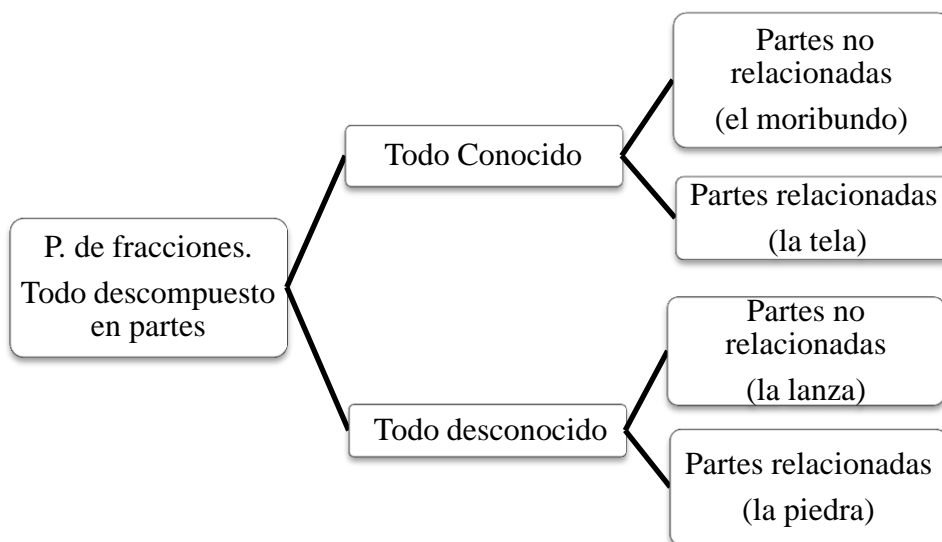 P. de fracciones.
Todo descompuesto
en partes
Todo Conocido
Partes no
relacionadas
(el moribundo)
Partes relacionadas
(la tela)
Todo desconocido
Partes no
relacionadas
(la lanza)
Partes relacionadas
(la piedra)